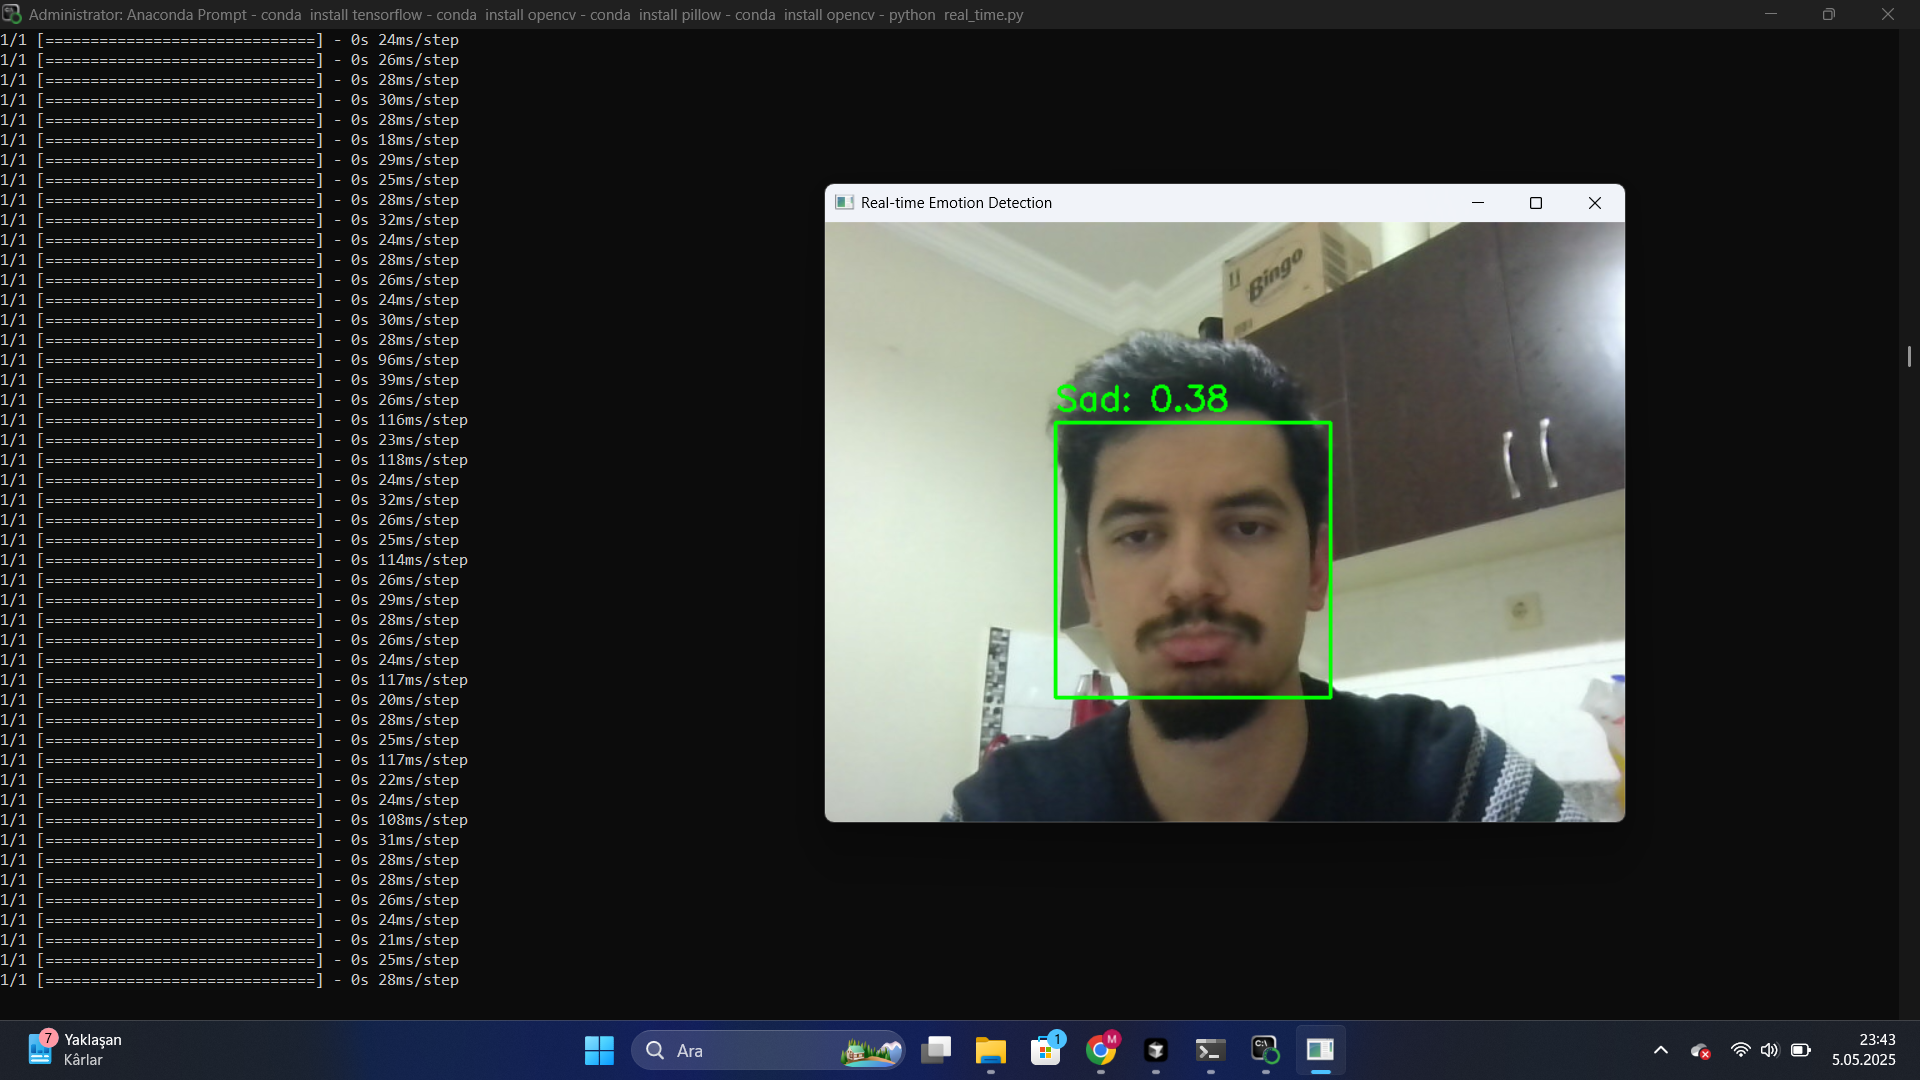 Administrator: Anaconda Prompt - conda  install tensorflow - conda  install opencv - conda  install pillow - conda  install opencv - python  real_time.py
1/1 [==============================] - 0s 24ms/step
1/1 [==============================] - 0s 26ms/step
1/1 [==============================] - 0s 28ms/step
1/1 [==============================] - 0s 30ms/step
1/1 [==============================] - 0s 28ms/step
1/1 [==============================] - 0s 18ms/step
1/1 [==============================] - 0s 29ms/step
1/1 [==============================] - 0s 25ms/step
1/1 [==============================] - 0s 28ms/step
1/1 [==============================] - 0s 32ms/step
1/1 [==============================] - 0s 24ms/step
1/1 [==============================] - 0s 28ms/step
1/1 [==============================] - 0s 26ms/step
1/1 [==============================] - 0s 24ms/step
1/1 [==============================] - 0s 30ms/step
1/1 [==============================] - 0s 28ms/step
1/1 [==============================] - 0s 96ms/step
1/1 [==============================] - 0s 39ms/step
1/1 [==============================] - 0s 26ms/step
1/1 [==============================] - 0s 116ms/step
1/1 [==============================] - 0s 23ms/step
1/1 [==============================] - 0s 118ms/step
1/1 [==============================] - 0s 24ms/step
1/1 [==============================] - 0s 32ms/step
1/1 [==============================] - 0s 26ms/step
1/1 [==============================] - 0s 25ms/step
1/1 [==============================] - 0s 114ms/step
1/1 [==============================] - 0s 26ms/step
1/1 [==============================] - 0s 29ms/step
1/1 [==============================] - 0s 28ms/step
1/1 [==============================] - 0s 26ms/step
1/1 [==============================] - 0s 24ms/step
1/1 [==============================] - 0s 117ms/step
1/1 [==============================] - 0s 20ms/step
1/1 [==============================] - 0s 28ms/step
1/1 [==============================] - 0s 25ms/step
1/1 [==============================] - 0s 117ms/step
1/1 [==============================] - 0s 22ms/step
1/1 [==============================] - 0s 24ms/step
1/1 [==============================] - 0s 108ms/step
1/1 [==============================] - 0s 31ms/step
1/1 [==============================] - 0s 28ms/step
1/1 [==============================] - 0s 28ms/step
1/1 [==============================] - 0s 26ms/step
1/1 [==============================] - 0s 24ms/step
1/1 [==============================] - 0s 21ms/step
1/1 [==============================] - 0s 25ms/step
1/1 [==============================] - 0s 28ms/step
Real-time Emotion Detection
Bingo
Sad: 0.38
7
Yaklaşan
Kârlar
Ara
1
M
C:\
23:43
5.05.2025